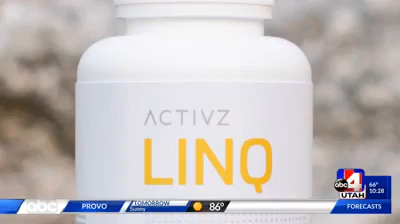 ACTIVZ
LINQ
abc 4
UTAH
66°
10:28
abc
PROVO
TOMORROW
Sunny
86°
FORECASTS